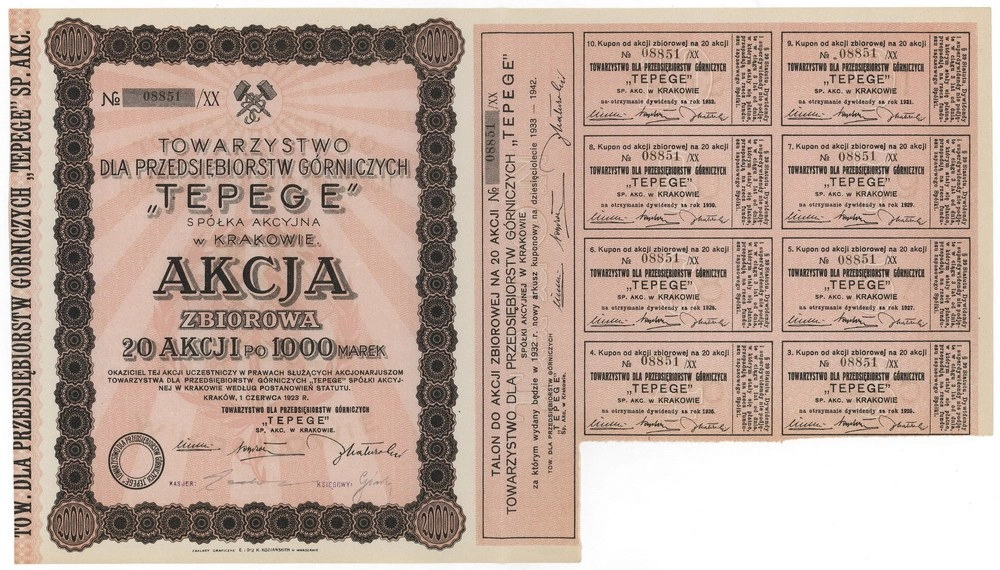 TOW. DLA PRZEDSIĘBIORSTW GÓRNICZYCH „TEPEGE" SP. AKC.
20000
20000
№ 08851 /XX
TOWARZYSTWO
DLA PRZEDSIĘBIORSTW GÓRNICZYCH
„TEPEGE"
SPÓŁKA AKCYJNA
w KRAKOWIE.
AKCJA
ZBIOROWA
20 AKCJI PO 1000 MAREK
OKAZICIEL TEJ AKCJI UCZESTNICZY W PRAWACH SŁUŻĄCYCH AKCJONARJUSZOM
TOWARZYSTWA DLA PRZEDSIĘBIORSTW GÓRNICZYCH „TEPEGE" SPÓŁKI AKCYJ-
NEJ W KRAKOWIE WEDŁUG POSTANOWIEŃ STATUTU.
KRAKÓW, 1 CZERWCA 1923 R.
TOWARZYSTWO DLA PRZEDSIĘBIORSTW GÓRNICZYCH
„TEPEGE"
SP. AKC. w KRAKOWIE.
KASJER:
KSIĘGOWY:
20000
20000
TALON DO AKCJI ZBIOROWEJ NA 20 AKCJI № 08851 /XX
TOWARZYSTWO DLA PRZEDSIĘBIORSTW GÓRNICZYCH „TEPEGE"
SPÓŁKI AKCYJNEJ W KRAKOWIE
za którym wydany będzie w 1932 r. nowy arkusz kuponowy na dziesięciolecie 1933 — 1942.
TOW. DLA PRZEDSIĘBIORSTW GÓRNICZYCH
„TEPEGE"
Sp. Akc. w Krakowie.
10. Kupon od akcji zbiorowej na 20 akcji
№ 08851 /XX
TOWARZYSTWO DLA PRZEDSIĘBIORSTW GÓRNICZYCH
„TEPEGE"
SP. AKC. w KRAKOWIE
na otrzymanie dywidendy za rok 1932.
9. Kupon od akcji zbiorowej na 20 akcji
№ 08851 /XX
TOWARZYSTWO DLA PRZEDSIĘBIORSTW GÓRNICZYCH
„TEPEGE"
SP. AKC. w KRAKOWIE
na otrzymanie dywidendy za rok 1931.
8. Kupon od akcji zbiorowej na 20 akcji
№ 08851 /XX
TOWARZYSTWO DLA PRZEDSIĘBIORSTW GÓRNICZYCH
„TEPEGE"
SP. AKC. w KRAKOWIE
na otrzymanie dywidendy za rok 1930.
7. Kupon od akcji zbiorowej na 20 akcji
№ 08851 /XX
TOWARZYSTWO DLA PRZEDSIĘBIORSTW GÓRNICZYCH
„TEPEGE"
SP. AKC. w KRAKOWIE
na otrzymanie dywidendy za rok 1929.
6. Kupon od akcji zbiorowej na 20 akcji
№ 08851 /XX
TOWARZYSTWO DLA PRZEDSIĘBIORSTW GÓRNICZYCH
„TEPEGE"
SP. AKC. w KRAKOWIE
na otrzymanie dywidendy za rok 1928.
5. Kupon od akcji zbiorowej na 20 akcji
№ 08851 /XX
TOWARZYSTWO DLA PRZEDSIĘBIORSTW GÓRNICZYCH
„TEPEGE"
SP. AKC. w KRAKOWIE
na otrzymanie dywidendy za rok 1927.
4. Kupon od akcji zbiorowej na 20 akcji
№ 08851 /XX
TOWARZYSTWO DLA PRZEDSIĘBIORSTW GÓRNICZYCH
„TEPEGE"
SP. AKC. w KRAKOWIE
na otrzymanie dywidendy za rok 1926.
3. Kupon od akcji zbiorowej na 20 akcji
№ 08851 /XX
TOWARZYSTWO DLA PRZEDSIĘBIORSTW GÓRNICZYCH
„TEPEGE"
SP. AKC. w KRAKOWIE
na otrzymanie dywidendy za rok 1925.